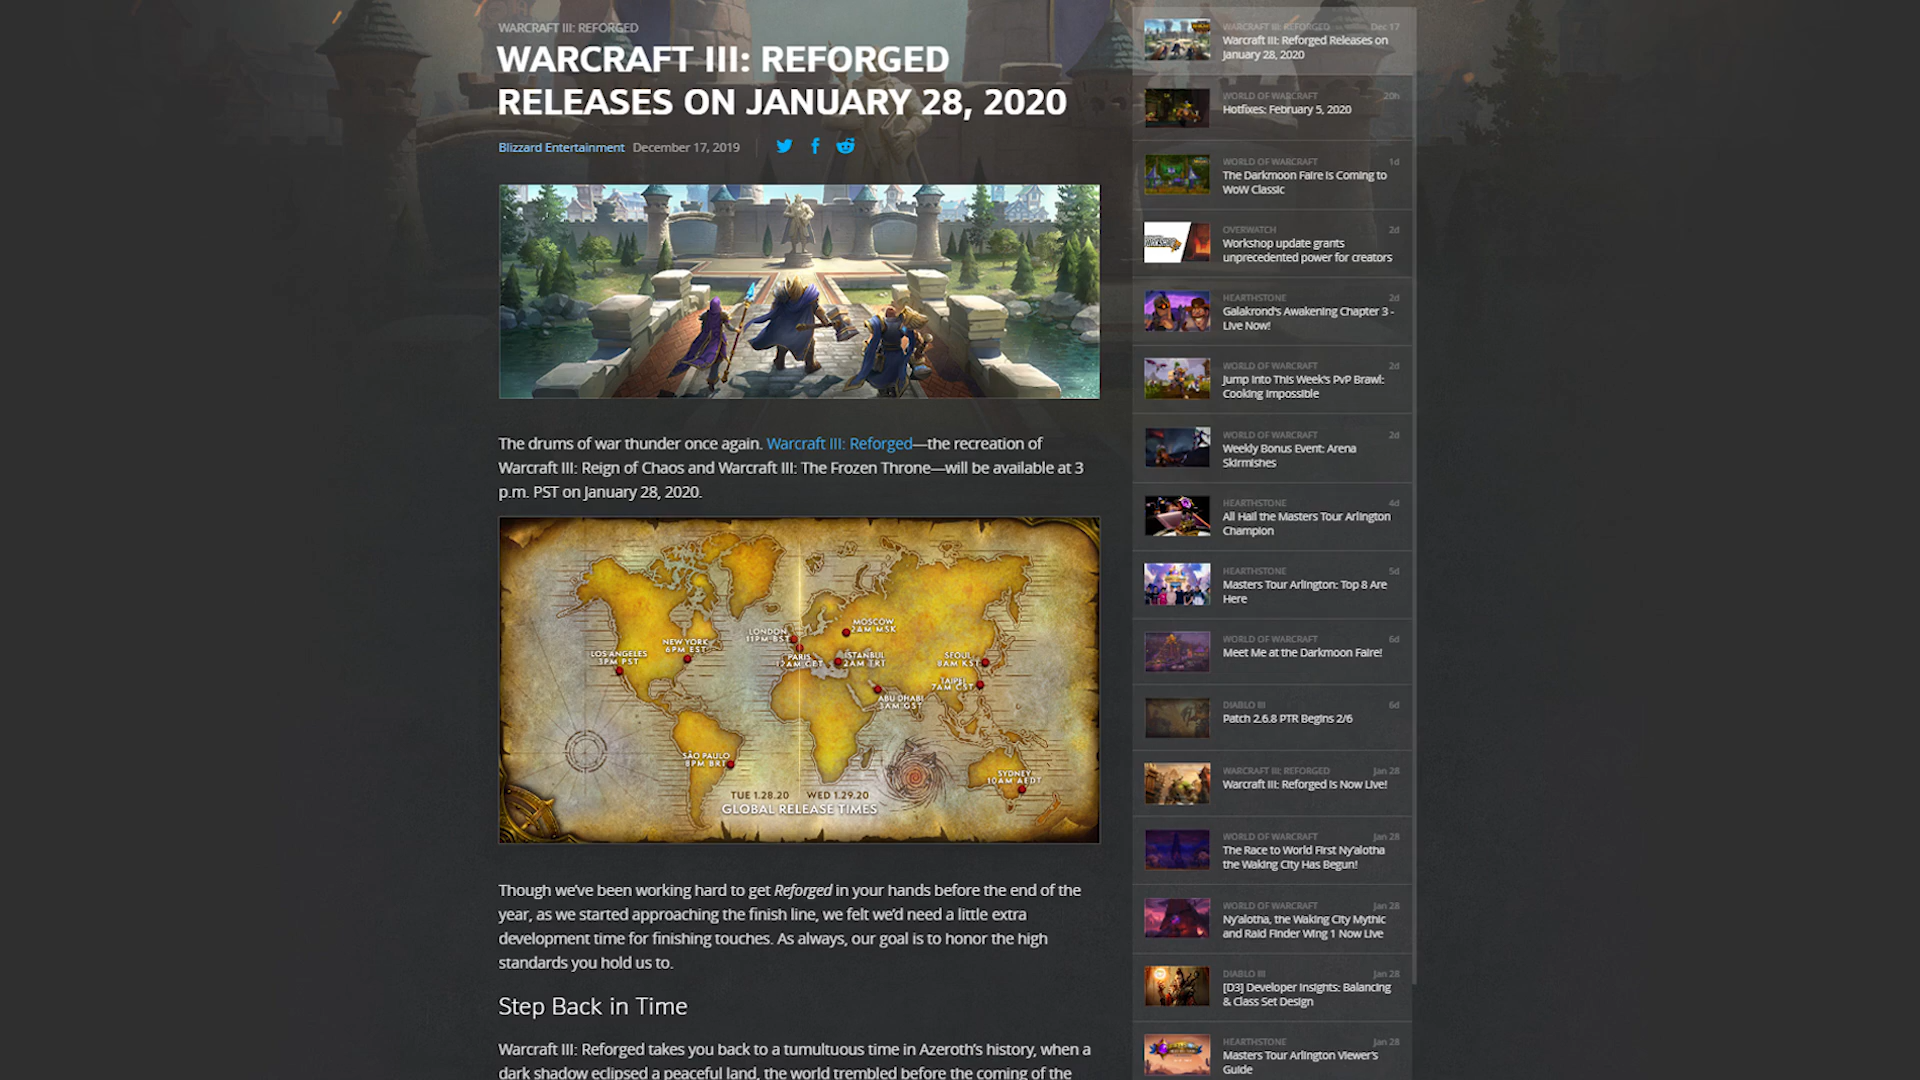 WARCRAFT III: REFORGED
WARCRAFT III: REFORGED
RELEASES ON JANUARY 28, 2020
Blizzard Entertainment December 17, 2019
The drums of war thunder once again. Warcraft III: Reforged—the recreation of
Warcraft III: Reign of Chaos and Warcraft III: The Frozen Throne—will be available at 3
p.m. PST on January 28, 2020.
LOS ANGELES
3PM PST
NEW YORK
6PM EST
LONDON
11PM BST
PARIS
12AM CET
MOSCOW
2AM MSK
ISTANBUL
2AM TRT
ABU DHABI
3AM GST
SEOUL
8AM KST
TAIPEI
7AM CST
SÃO PAULO
8PM BRT
SYDNEY
10AM AEDT
TUE 1.28.20 WED 1.29.20
GLOBAL RELEASE TIMES
Though we've been working hard to get Reforged in your hands before the end of the
year, as we started approaching the finish line, we felt we'd need a little extra
development time for finishing touches. As always, our goal is to honor the high
standards you hold us to.
Step Back in Time
Warcraft III: Reforged takes you back to a tumultuous time in Azeroth's history, when a
dark shadow eclipsed a peaceful land, the world trembled before the coming of the
WARCRAFT III: REFORGED Dec 17
Warcraft III: Reforged Releases on
January 28, 2020
WORLD OF WARCRAFT 20h
Hotfixes: February 5, 2020
WORLD OF WARCRAFT 1d
The Darkmoon Faire is Coming to
WoW Classic
OVERWATCH 2d
Workshop update grants
unprecedented power for creators
HEARTHSTONE 2d
Galakrond's Awakening Chapter 3 -
Live Now!
WORLD OF WARCRAFT 2d
Jump Into This Week's PvP Brawl:
Cooking Impossible
WORLD OF WARCRAFT 2d
Weekly Bonus Event: Arena
Skirmishes
HEARTHSTONE 4d
All Hail the Masters Tour Arlington
Champion
HEARTHSTONE 5d
Masters Tour Arlington: Top 8 Are
Here
WORLD OF WARCRAFT 6d
Meet Me at the Darkmoon Faire!
DIABLO III 6d
Patch 2.6.8 PTR Begins 2/6
WARCRAFT III: REFORGED Jan 28
Warcraft III: Reforged Is Now Live!
WORLD OF WARCRAFT Jan 28
The Race to World First Ny'alotha
the Waking City Has Begun!
WORLD OF WARCRAFT Jan 28
Ny'alotha, the Waking City Mythic
and Raid Finder Wing 1 Now Live
DIABLO III Jan 28
[D3] Developer Insights: Balancing
& Class Set Design
HEARTHSTONE Jan 28
Masters Tour Arlington Viewer's
Guide